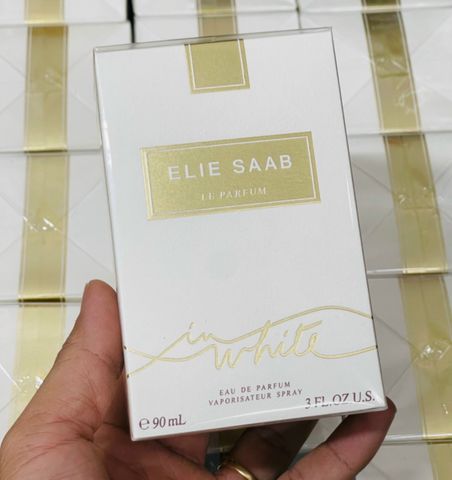 ELIE SAAB
LE PARFUM
in
white
EAU DE PARFUM
VAPORISATEUR SPRAY
℮ 90 mL
3 FL.OZ U.S.